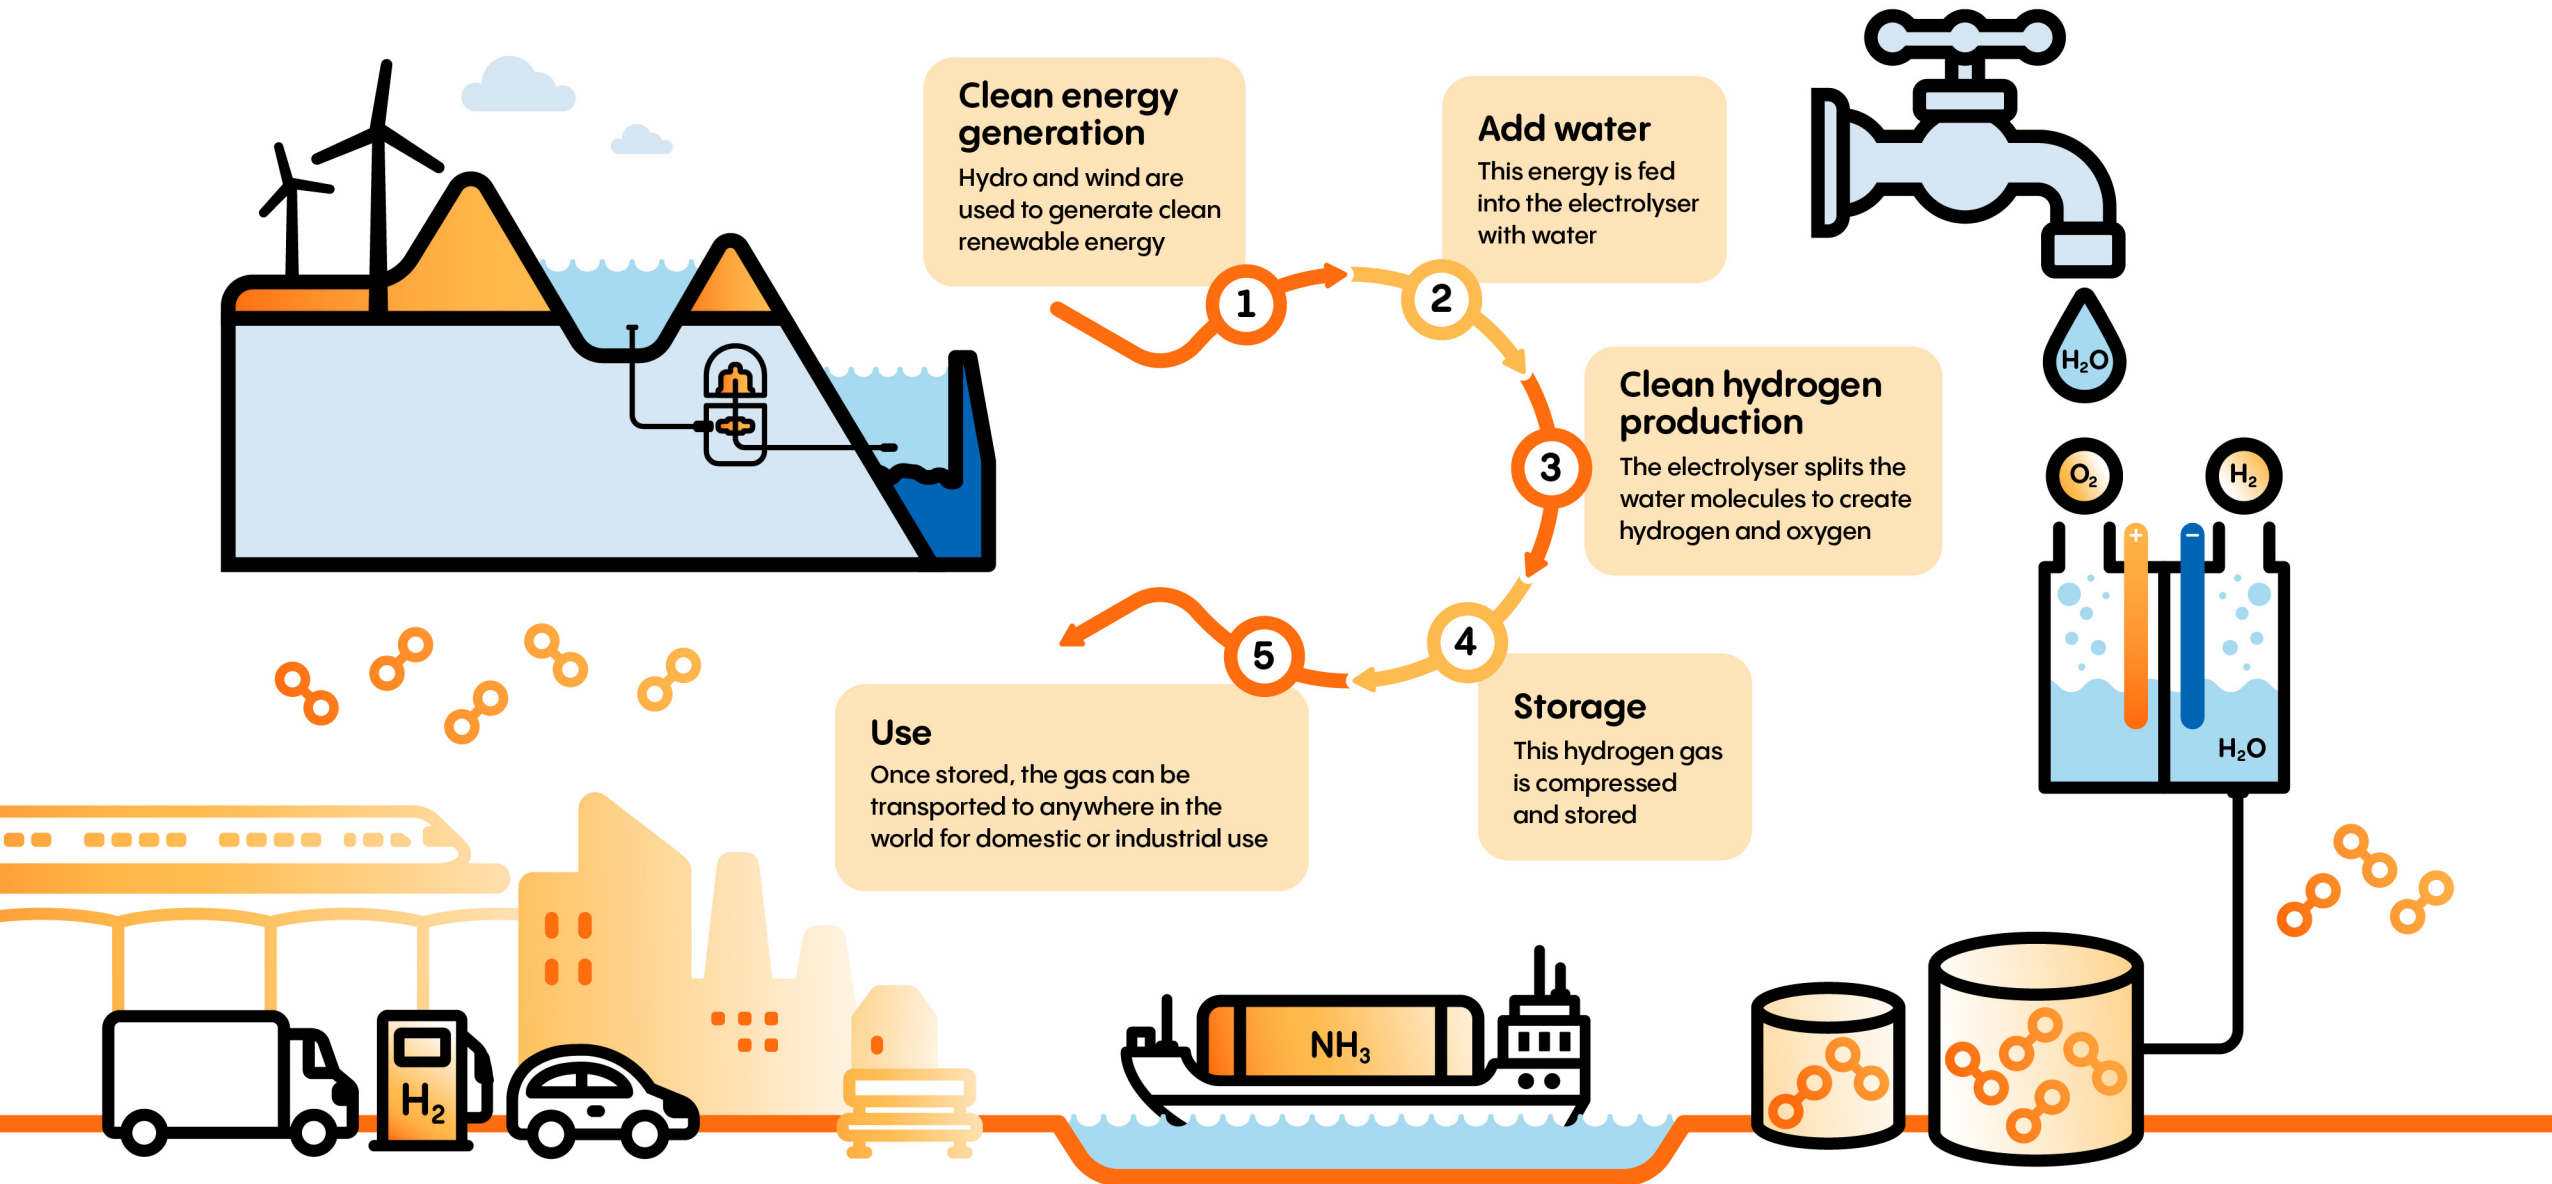 Clean energy
generation
Hydro and wind are
used to generate clean
renewable energy
1
Add water
This energy is fed
into the electrolyser
with water
2
Clean hydrogen
production
The electrolyser splits the
water molecules to create
hydrogen and oxygen
3
Storage
This hydrogen gas
is compressed
and stored
4
Use
Once stored, the gas can be
transported to anywhere in the
world for domestic or industrial use
5
H₂O
O₂
H₂
+
−
H₂O
H₂
NH₃